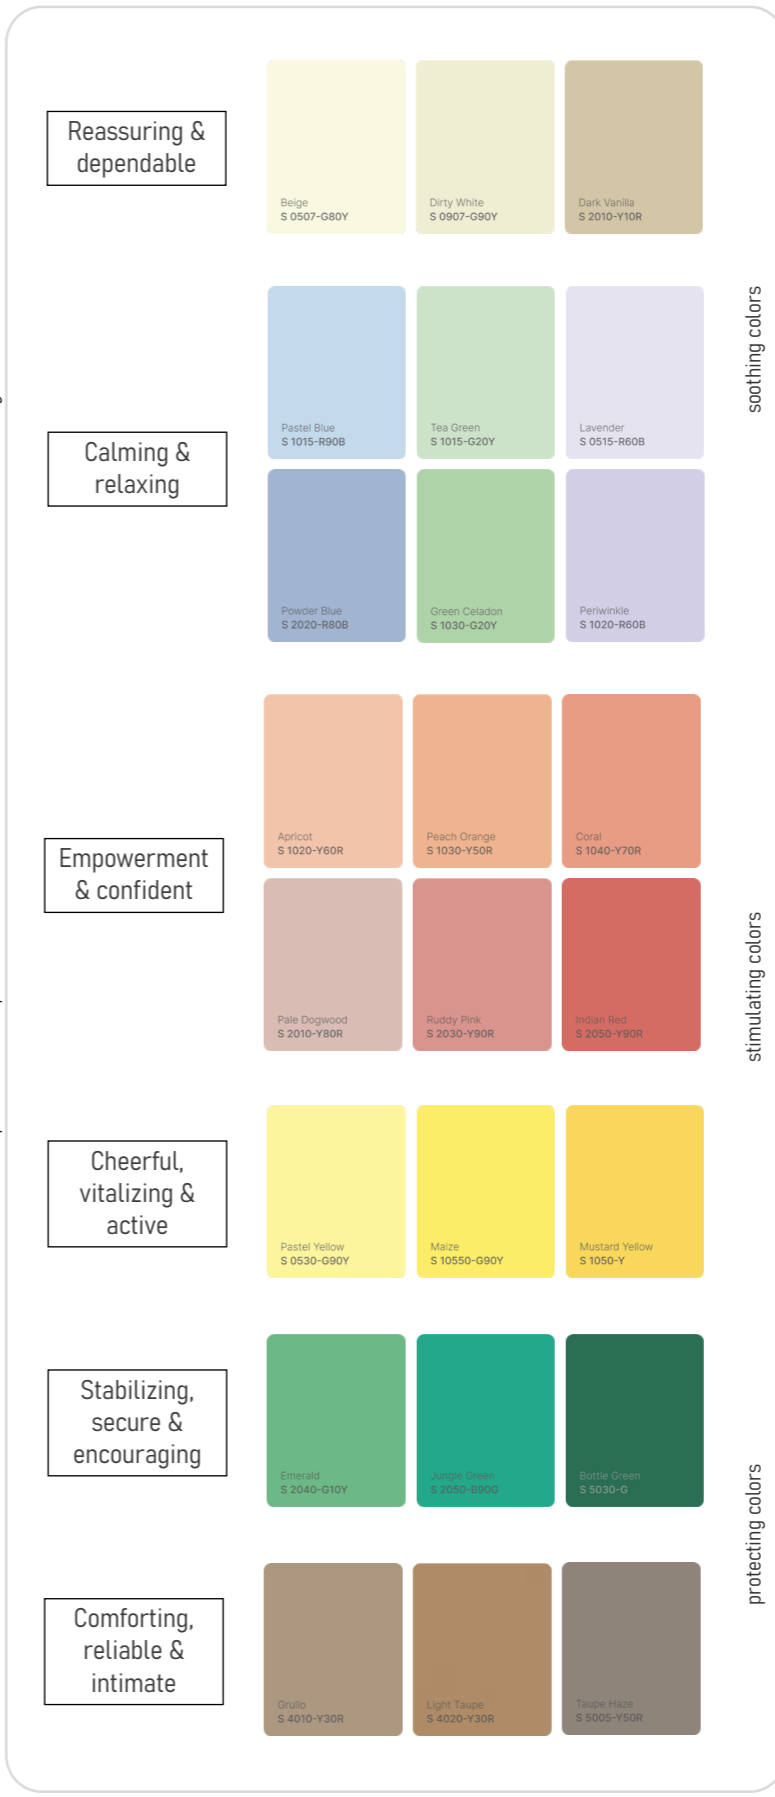 Reassuring &
dependable
Beige
S 0507-G80Y
Dirty White
S 0907-G90Y
Dark Vanilla
S 2010-Y10R
soothing colors
Calming &
relaxing
Pastel Blue
S 1015-R90B
Tea Green
S 1015-G20Y
Lavender
S 0515-R60B
Powder Blue
S 2020-R80B
Green Celadon
S 1030-G20Y
Periwinkle
S 1020-R60B
Empowerment
& confident
Apricot
S 1020-Y60R
Peach Orange
S 1030-Y50R
Coral
S 1040-Y70R
Pale Dogwood
S 2010-Y80R
Ruddy Pink
S 2030-Y90R
Indian Red
S 2050-Y90R
stimulating colors
Cheerful,
vitalizing &
active
Pastel Yellow
S 0530-G90Y
Maize
S 10550-G90Y
Mustard Yellow
S 1050-Y
Stabilizing,
secure &
encouraging
Emerald
S 2040-G10Y
Jungle Green
S 2050-B90G
Bottle Green
S 5030-G
protecting colors
Comforting,
reliable &
intimate
Grullo
S 4010-Y30R
Light Taupe
S 4020-Y30R
Taupe Haze
S 5005-Y50R